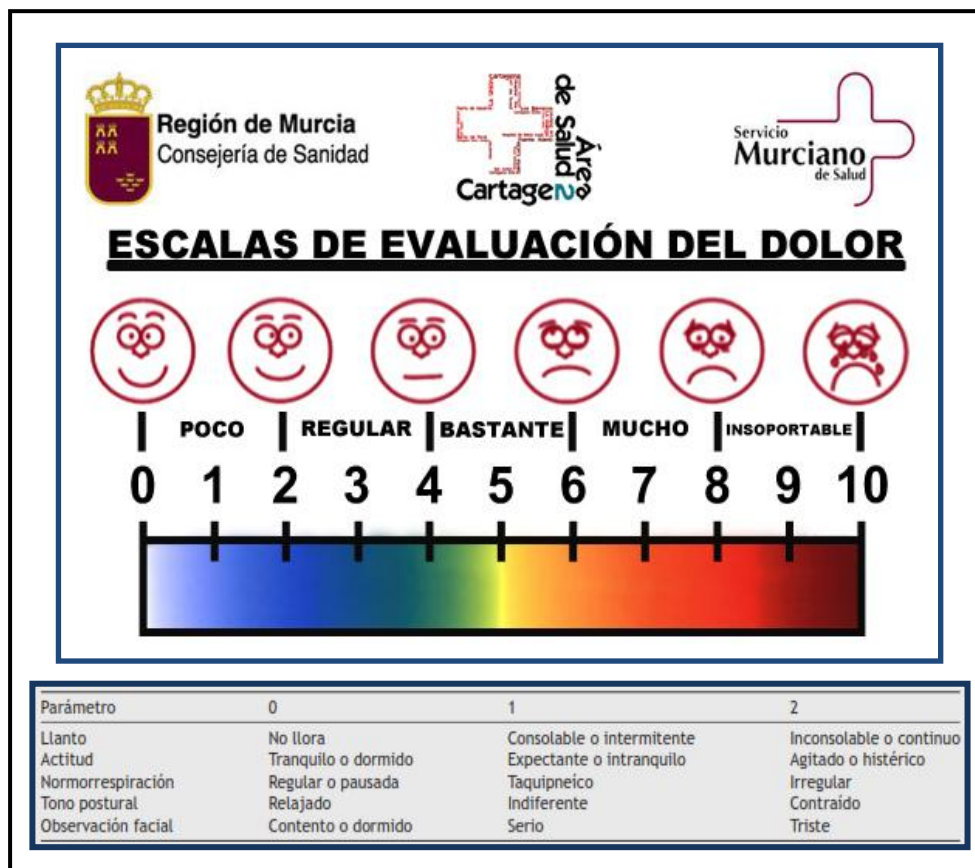 Región de Murcia
Consejería de Sanidad
Área
de Salud 2
Cartagena
Servicio
Murciano
de Salud
ESCALAS DE EVALUACIÓN DEL DOLOR
POCO REGULAR BASTANTE MUCHO INSOPORTABLE
0 1 2 3 4 5 6 7 8 9 10
Parámetro 0 1 2
Llanto No llora Consolable o intermitente Inconsolable o continuo
Actitud Tranquilo o dormido Expectante o intranquilo Agitado o histérico
Normorrespiración Regular o pausada Taquipneíco Irregular
Tono postural Relajado Indiferente Contraído
Observación facial Contento o dormido Serio Triste